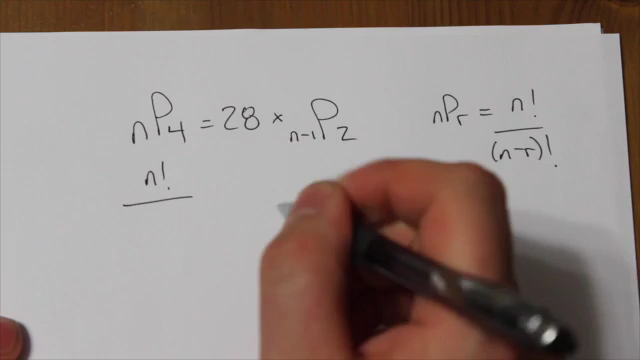 nP4 = 28 × n-1P2
n!
nPr = n!
(n-r)!